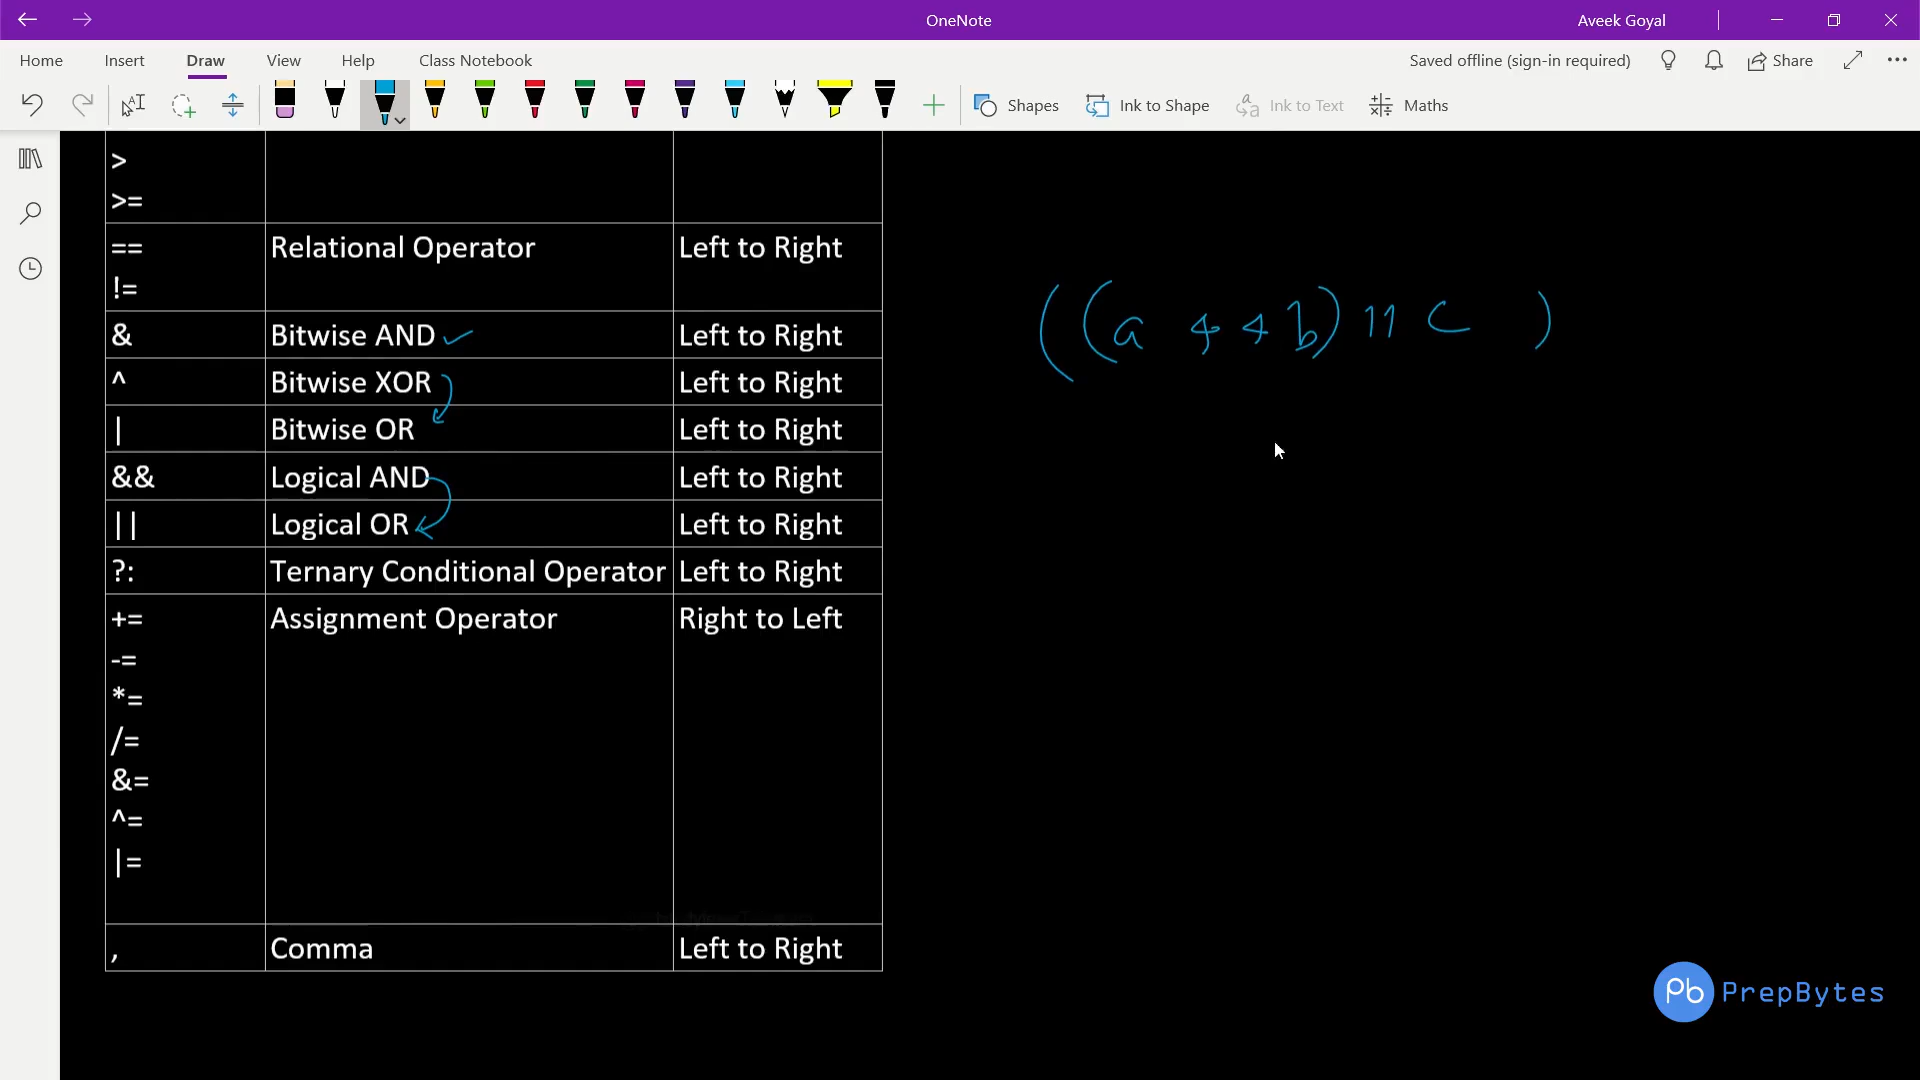 OneNote
Aveek Goyal
Home Insert Draw View Help Class Notebook
Saved offline (sign-in required) Share
Shapes Ink to Shape Ink to Text Maths
>
>=
== Relational Operator Left to Right
!=
((a && b) || c )
& Bitwise AND Left to Right
^ Bitwise XOR Left to Right
| Bitwise OR Left to Right
&& Logical AND Left to Right
|| Logical OR Left to Right
?: Ternary Conditional Operator Left to Right
+= Assignment Operator Right to Left
-=
*=
/=
&=
^=
|=
, Comma Left to Right
Pb PrepBytes